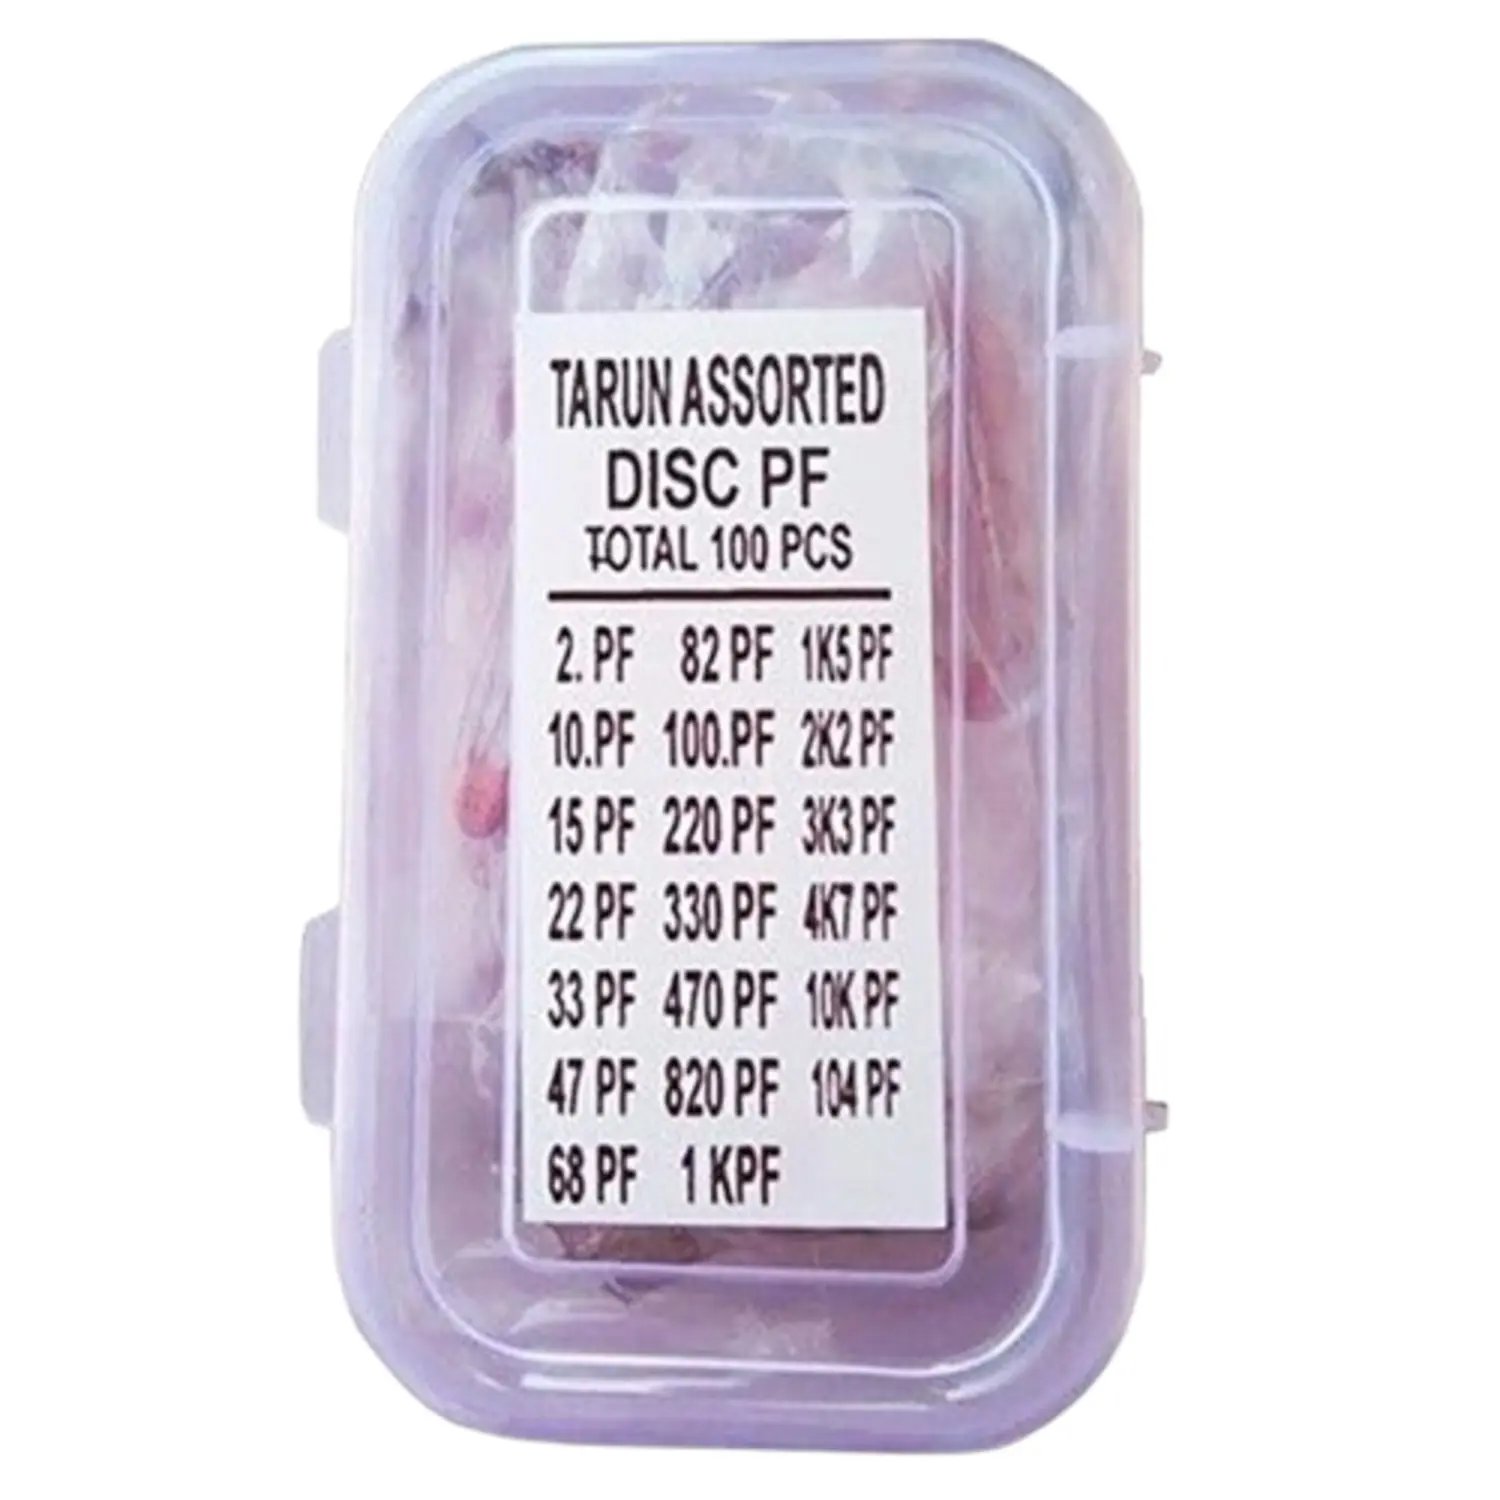 TARUN ASSORTED
DISC PF
TOTAL 100 PCS
2. PF 82 PF 1K5 PF
10.PF 100.PF 2K2 PF
15 PF 220 PF 3K3 PF
22 PF 330 PF 4K7 PF
33 PF 470 PF 10K PF
47 PF 820 PF 104 PF
68 PF 1 KPF